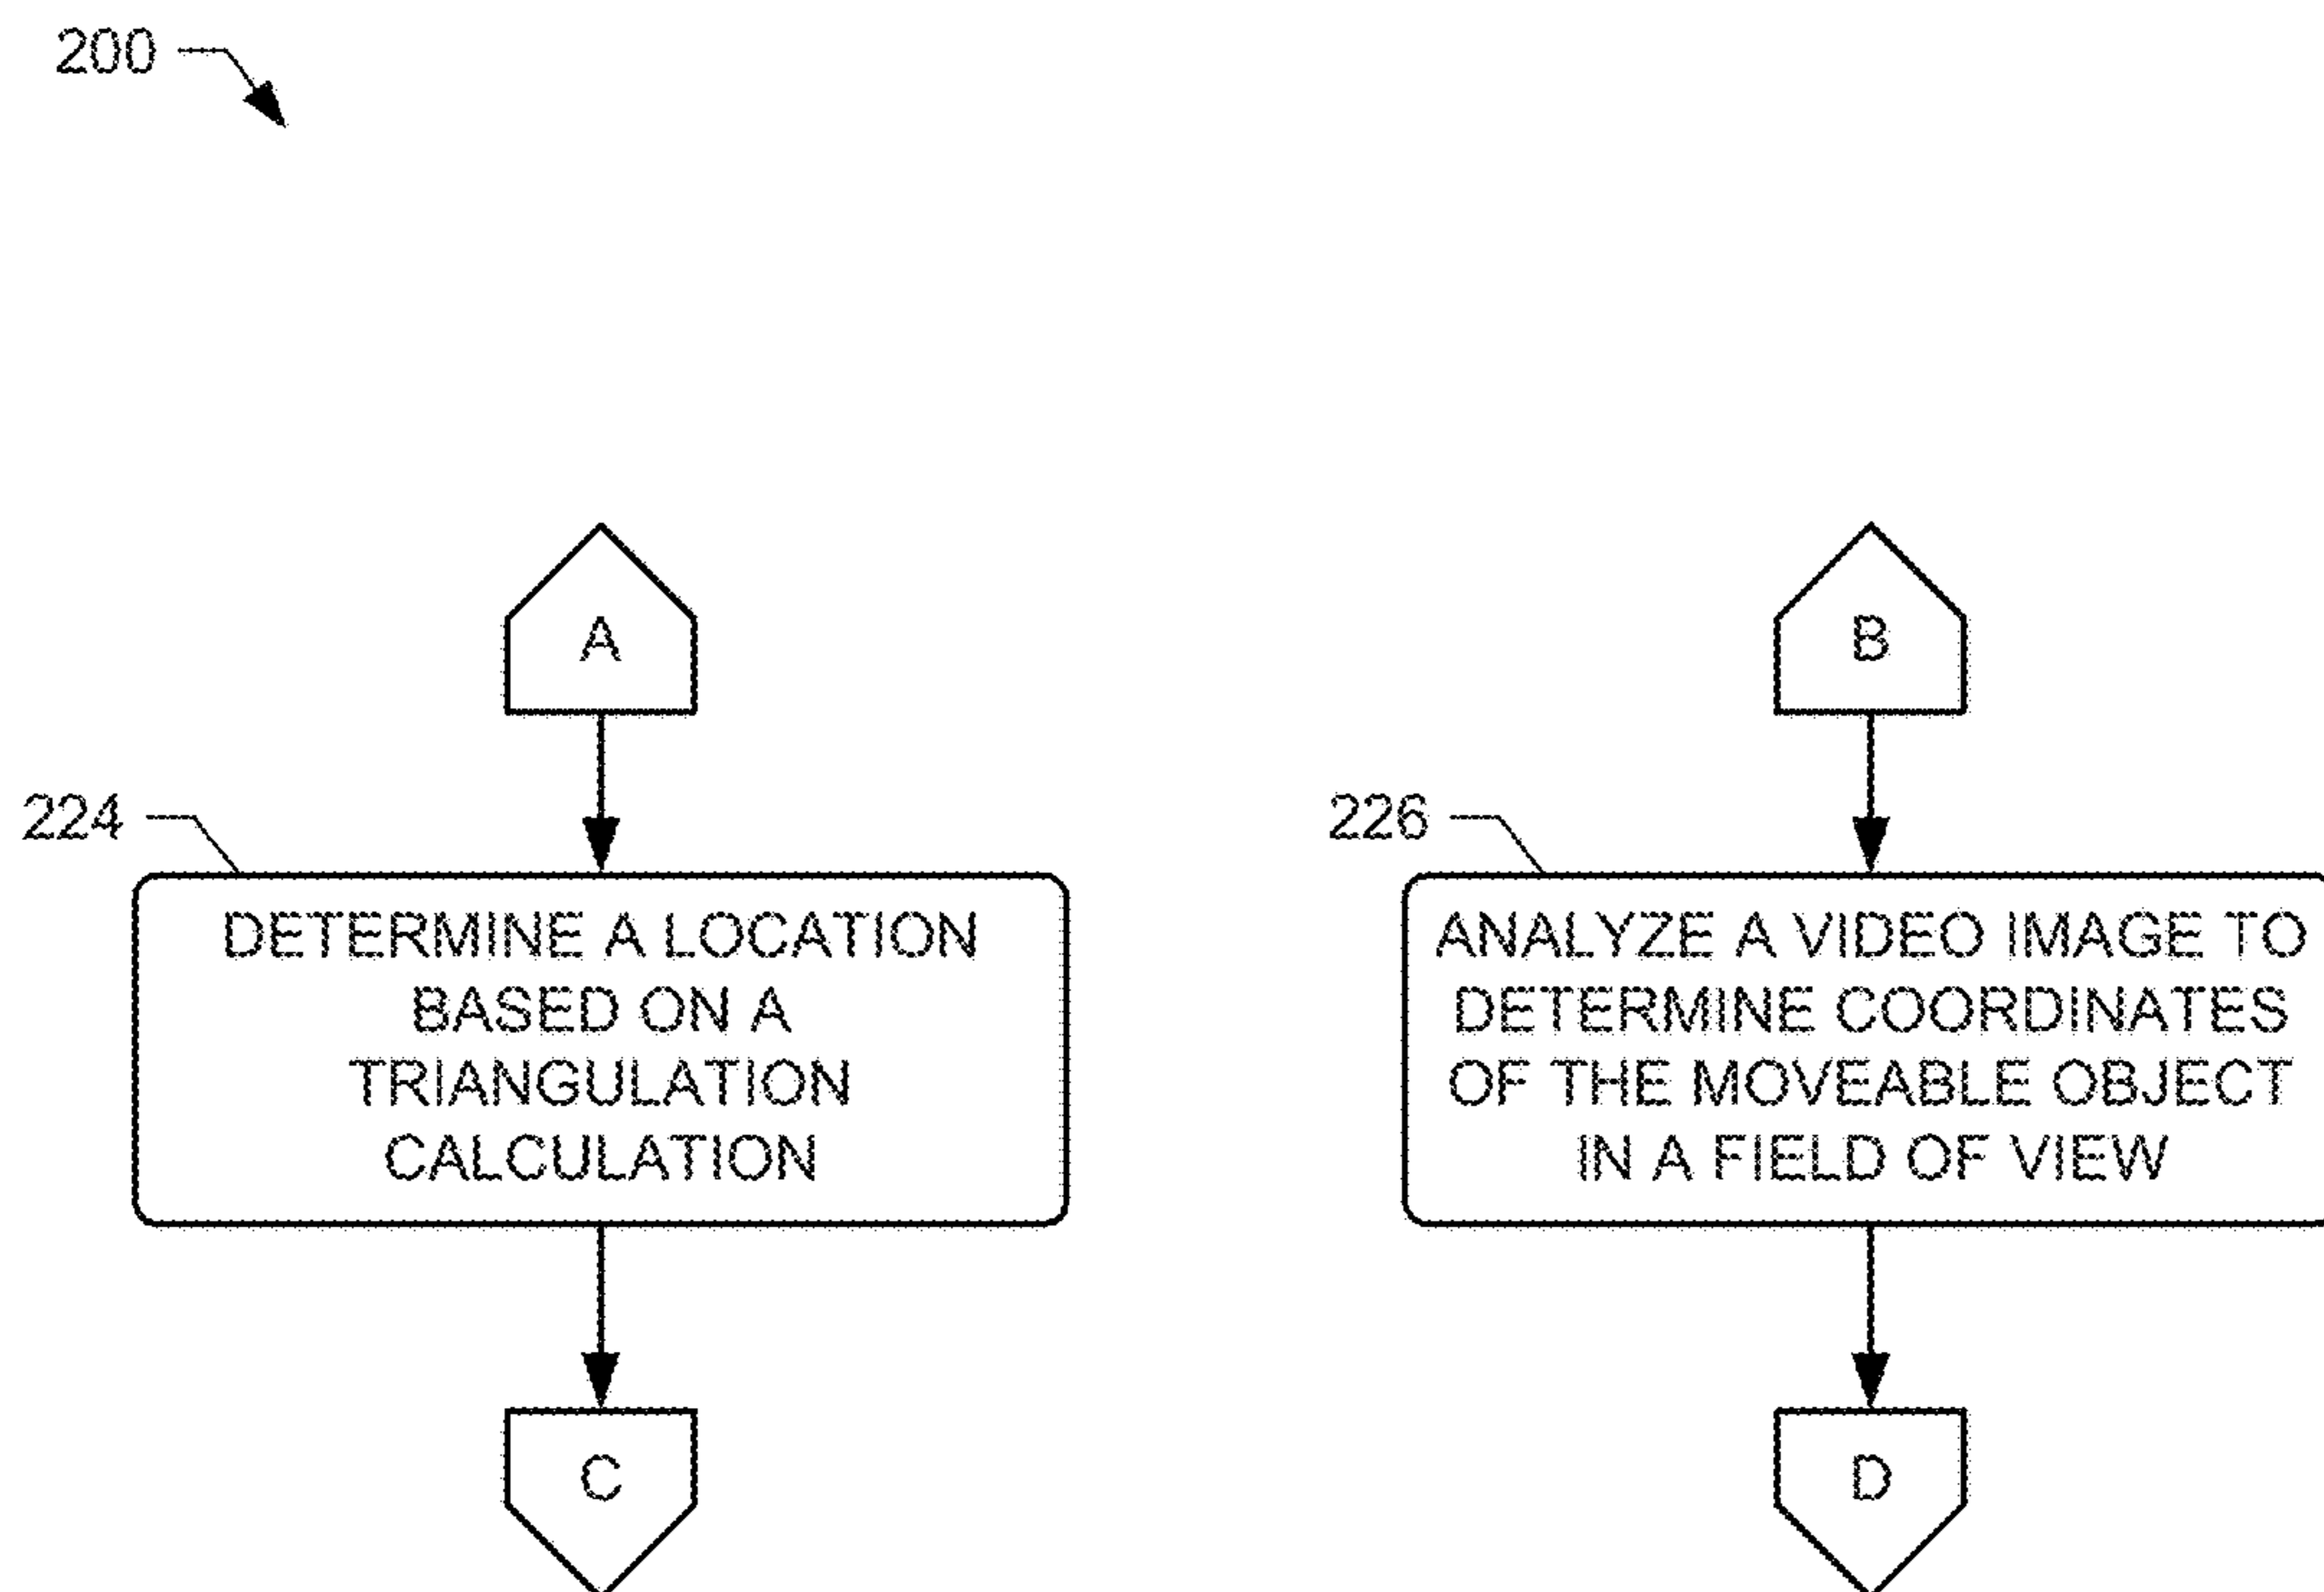 200
A
B
224
226
DETERMINE A LOCATION
BASED ON A
TRIANGULATION
CALCULATION
ANALYZE A VIDEO IMAGE TO
DETERMINE COORDINATES
OF THE MOVEABLE OBJECT
IN A FIELD OF VIEW
C
D